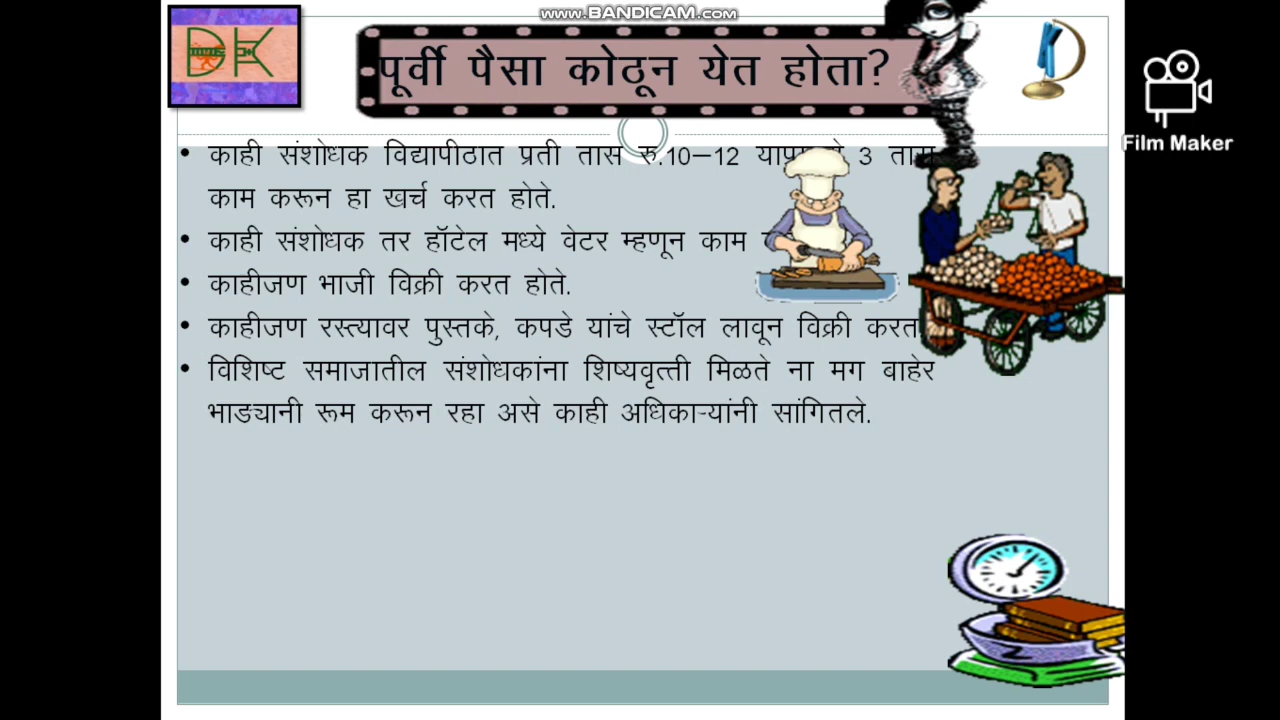 www.BANDICAM.com
DK
पूर्वी पैसा कोठून येत होता?
Film Maker
• काही संशोधक विद्यापीठात प्रती तास रु.10–12 3
काम करून हा खर्च करत होते.
• काही संशोधक तर हॉटेल मध्ये वेटर म्हणून काम
• काहीजण भाजी विक्री करत होते.
• काहीजण रस्त्यावर पुस्तके, कपडे यांचे स्टॉल लावून विक्री करत
• विशिष्ट समाजातील संशोधकांना शिष्यवृत्ती मिळते ना मग बाहेर
भाड्यानी रूम करून रहा असे काही अधिकाऱ्यांनी सांगितले.